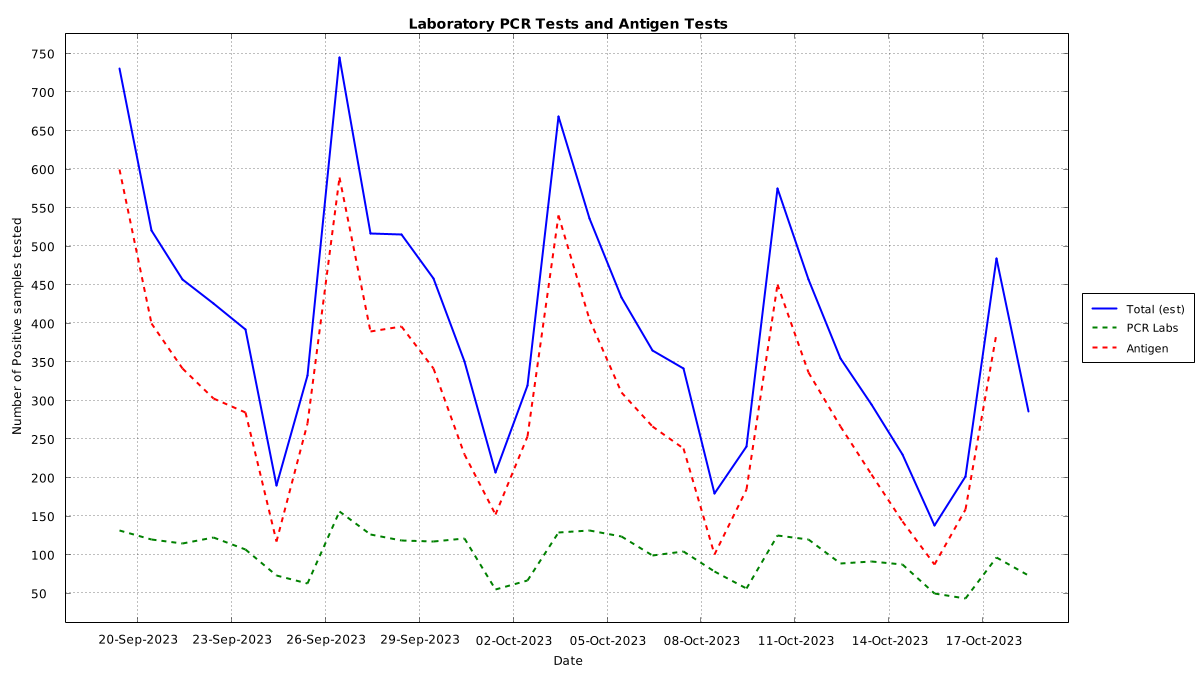 Laboratory PCR Tests and Antigen Tests
750
700
650
600
550
500
450
400
350
300
250
200
150
100
50
Number of Positive samples tested
20-Sep-2023 23-Sep-2023 26-Sep-2023 29-Sep-2023 02-Oct-2023 05-Oct-2023 08-Oct-2023 11-Oct-2023 14-Oct-2023 17-Oct-2023
Date
Total (est)
PCR Labs
Antigen